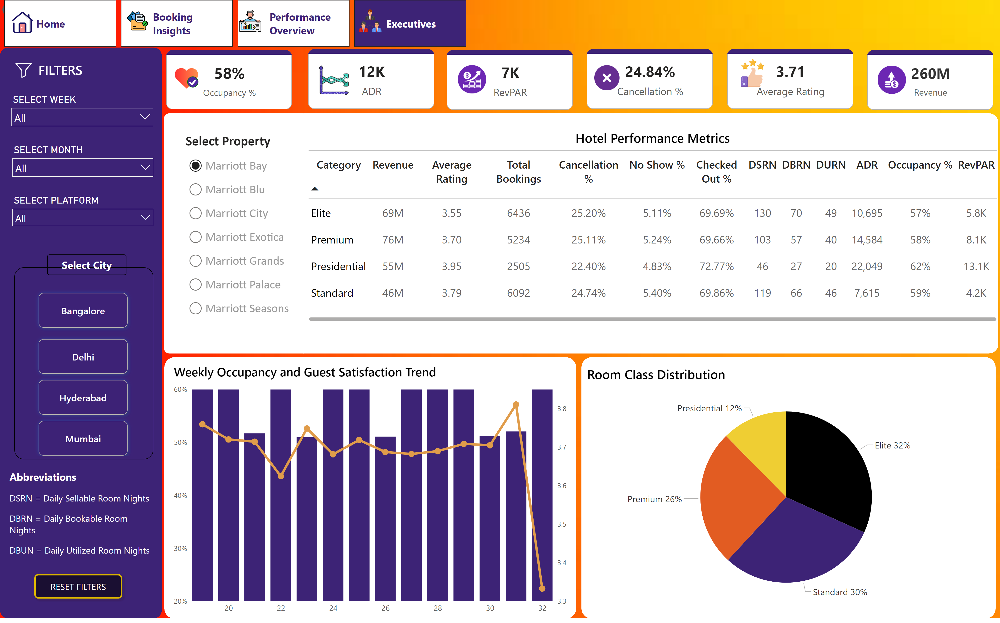 Home
Booking
Insights
Performance
Overview
Executives
FILTERS
SELECT WEEK
All
SELECT MONTH
All
SELECT PLATFORM
All
Select City
Bangalore
Delhi
Hyderabad
Mumbai
Abbreviations
DSRN = Daily Sellable Room Nights
DBRN = Daily Bookable Room
Nights
DBUN = Daily Utilized Room Nights
RESET FILTERS
58%
Occupancy %
12K
ADR
7K
RevPAR
24.84%
Cancellation %
3.71
Average Rating
260M
Revenue
Select Property
Marriott Bay
Marriott Blu
Marriott City
Marriott Exotica
Marriott Grands
Marriott Palace
Marriott Seasons
Hotel Performance Metrics
Category Revenue Average Rating Total Bookings Cancellation % No Show % Checked Out % DSRN DBRN DURN ADR Occupancy % RevPAR
Elite 69M 3.55 6436 25.20% 5.11% 69.69% 130 70 49 10,695 57% 5.8K
Premium 76M 3.70 5234 25.11% 5.24% 69.66% 103 57 40 14,584 58% 8.1K
Presidential 55M 3.95 2505 22.40% 4.83% 72.77% 46 27 20 22,049 62% 13.1K
Standard 46M 3.79 6092 24.74% 5.40% 69.86% 119 66 46 7,615 59% 4.2K
Weekly Occupancy and Guest Satisfaction Trend
60%
50%
40%
30%
20%
3.8
3.7
3.6
3.5
3.4
3.3
20 22 24 26 28 30 32
Room Class Distribution
Presidential 12%
Elite 32%
Premium 26%
Standard 30%